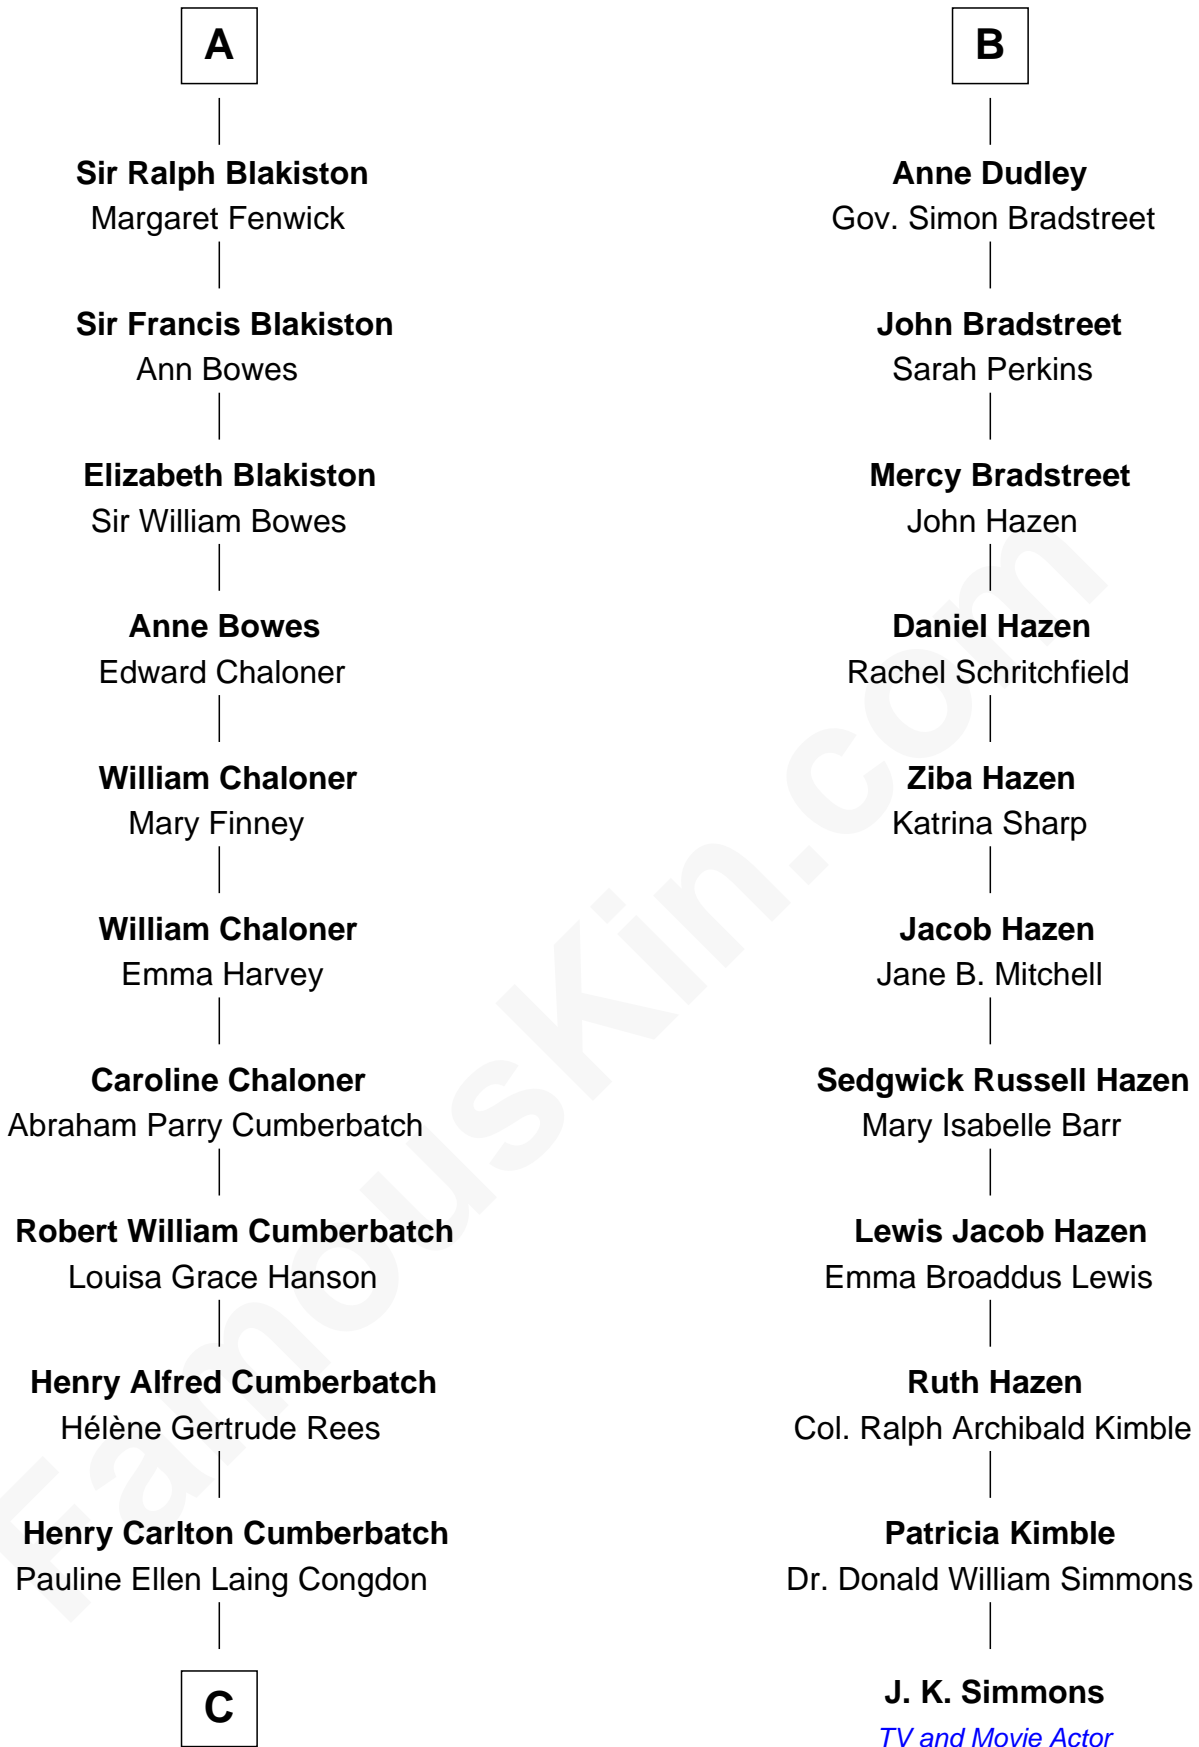 A
Sir Ralph Blakiston
Margaret Fenwick
Sir Francis Blakiston
Ann Bowes
Elizabeth Blakiston
Sir William Bowes
Anne Bowes
Edward Chaloner
William Chaloner
Mary Finney
William Chaloner
Emma Harvey
Caroline Chaloner
Abraham Parry Cumberbatch
Robert William Cumberbatch
Louisa Grace Hanson
Henry Alfred Cumberbatch
Hélène Gertrude Rees
Henry Carlton Cumberbatch
Pauline Ellen Laing Congdon
C
B
Anne Dudley
Gov. Simon Bradstreet
John Bradstreet
Sarah Perkins
Mercy Bradstreet
John Hazen
Daniel Hazen
Rachel Schritchfield
Ziba Hazen
Katrina Sharp
Jacob Hazen
Jane B. Mitchell
Sedgwick Russell Hazen
Mary Isabelle Barr
Lewis Jacob Hazen
Emma Broaddus Lewis
Ruth Hazen
Col. Ralph Archibald Kimble
Patricia Kimble
Dr. Donald William Simmons
J. K. Simmons
TV and Movie Actor
FamousKin.com